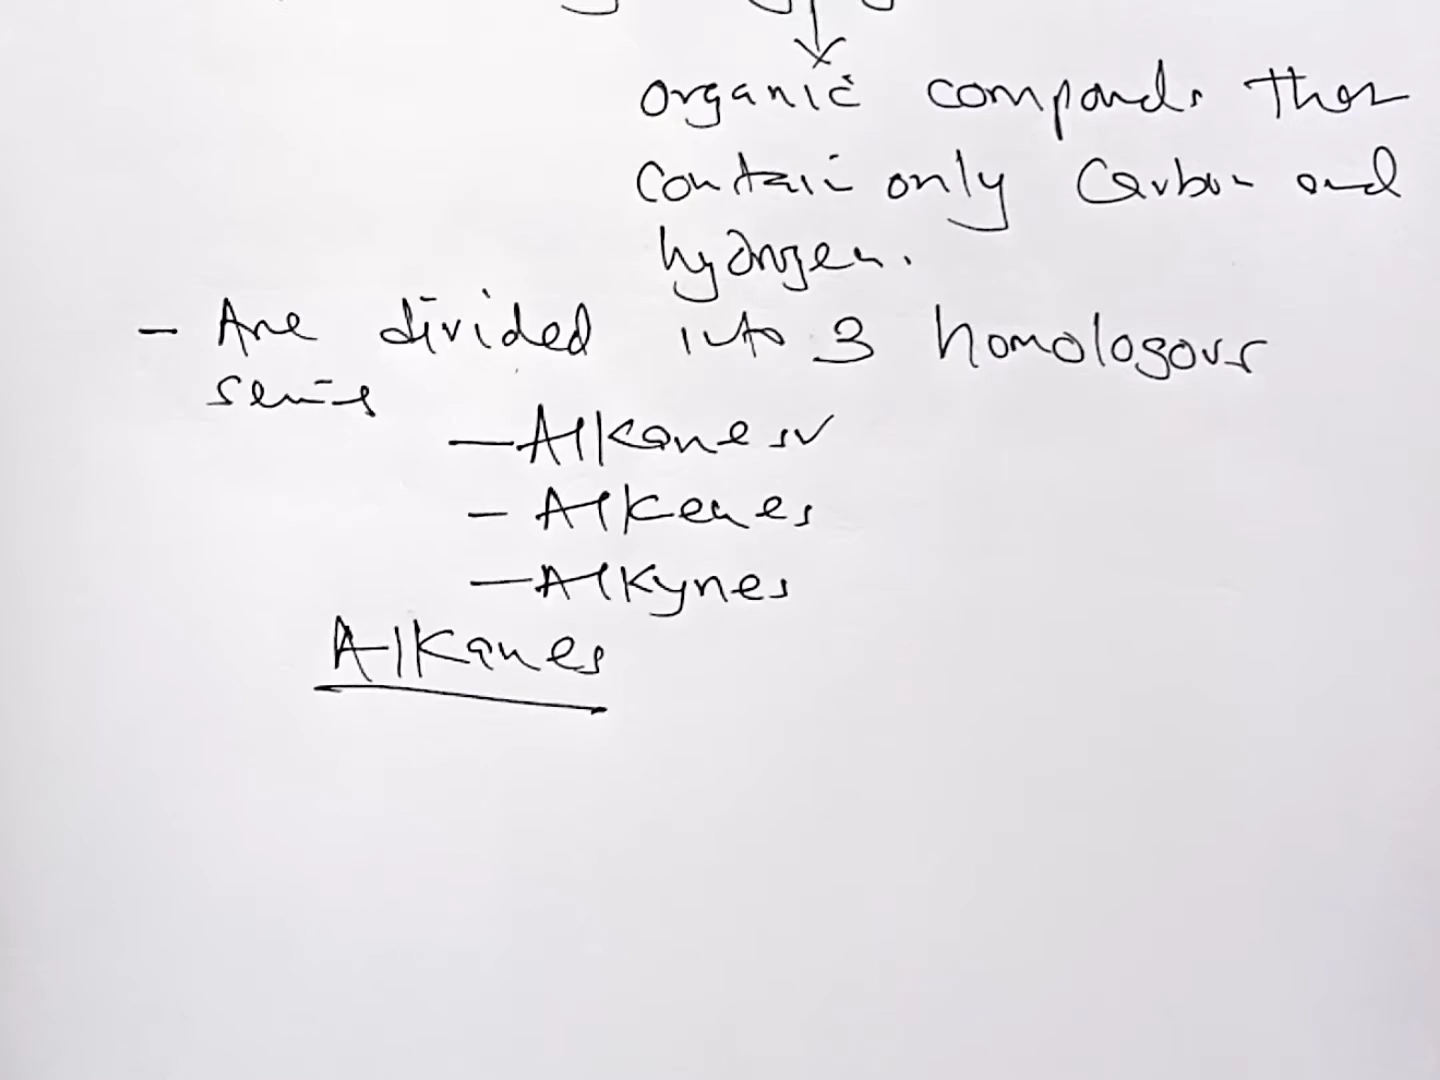 organic compounds that
contain only Carbon and
hydrogen.
- Are divided into 3 homologous
series
- Alkanes ✓
- Alkenes
- Alkynes
Alkanes